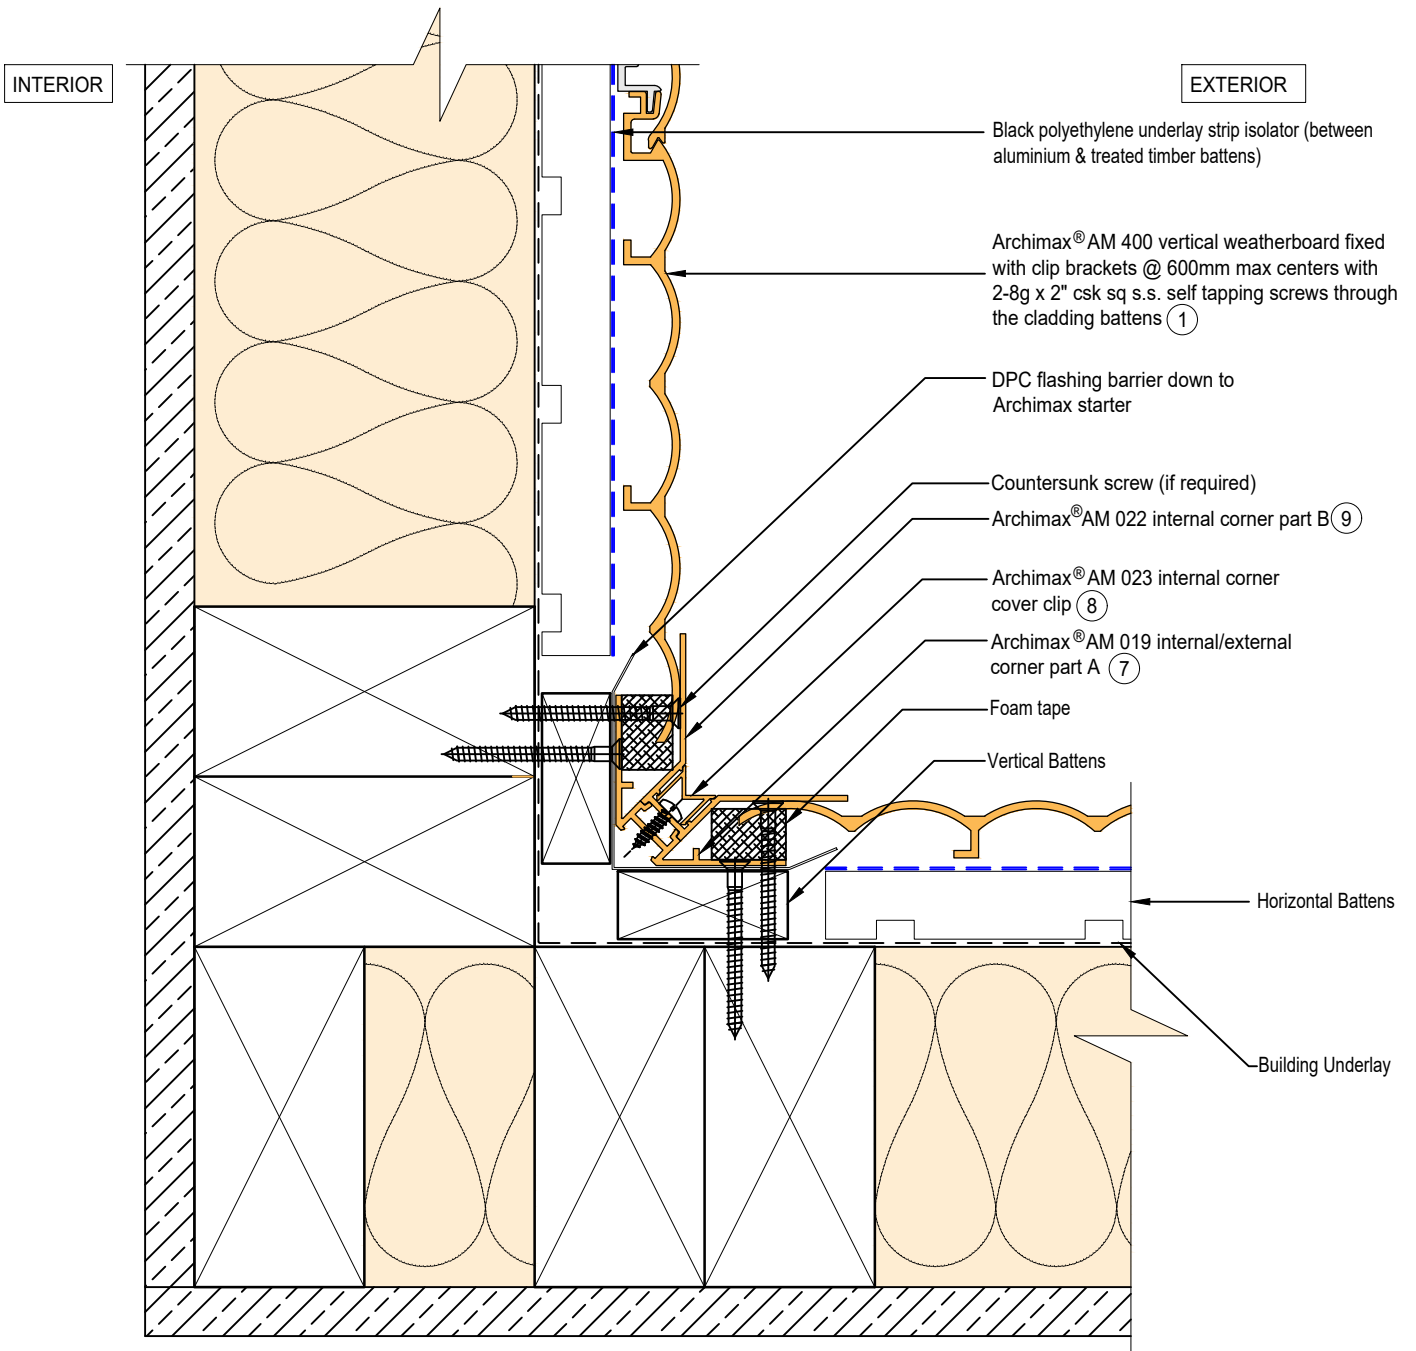 INTERIOR
EXTERIOR
Black polyethylene underlay strip isolator (between
aluminium & treated timber battens)
Archimax® AM 400 vertical weatherboard fixed
with clip brackets @ 600mm max centers with
2-8g x 2" csk sq s.s. self tapping screws through
the cladding battens 1
DPC flashing barrier down to
Archimax starter
Countersunk screw (if required)
Archimax® AM 022 internal corner part B 9
Archimax® AM 023 internal corner
cover clip 8
Archimax® AM 019 internal/external
corner part A 7
Foam tape
Vertical Battens
Horizontal Battens
Building Underlay